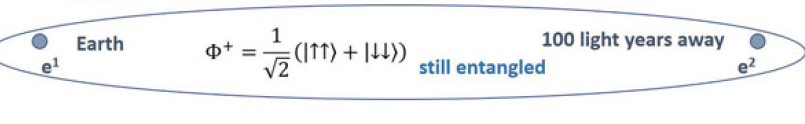 Earth
Φ⁺ = 1/√2 (|↑↑⟩ + |↓↓⟩)
100 light years away
still entangled
e¹
e²